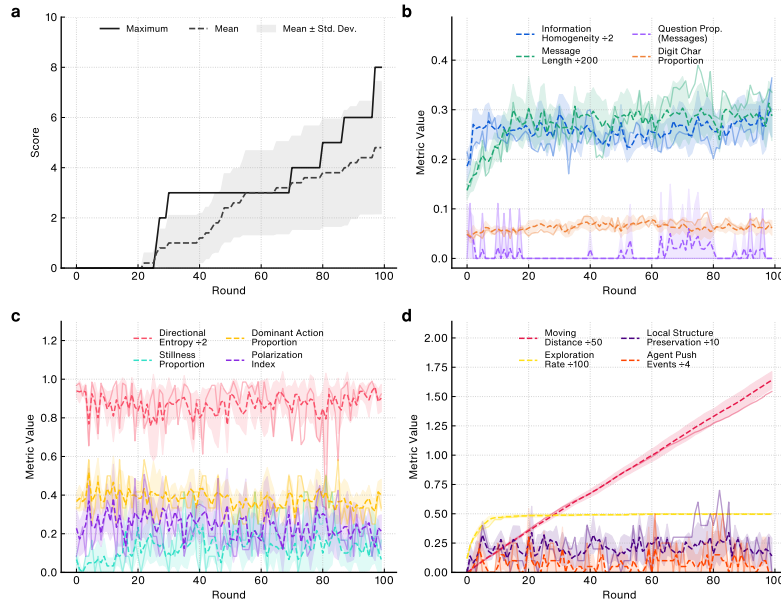 a
Maximum
Mean
Mean ± Std. Dev.
10
8
6
4
2
0
Score
0
20
40
60
80
100
Round
b
Information
Homogeneity ÷2
Message
Length ÷200
Question Prop.
(Messages)
Digit Char
Proportion
0.4
0.3
0.2
0.1
0.0
Metric Value
0
20
40
60
80
100
Round
c
Directional
Entropy ÷2
Stillness
Proportion
Dominant Action
Proportion
Polarization
Index
1.2
1.0
0.8
0.6
0.4
0.2
0.0
Metric Value
0
20
40
60
80
100
Round
d
Moving
Distance ÷50
Exploration
Rate ÷100
Local Structure
Preservation ÷10
Agent Push
Events ÷4
2.00
1.75
1.50
1.25
1.00
0.75
0.50
0.25
0.00
Metric Value
0
20
40
60
80
100
Round